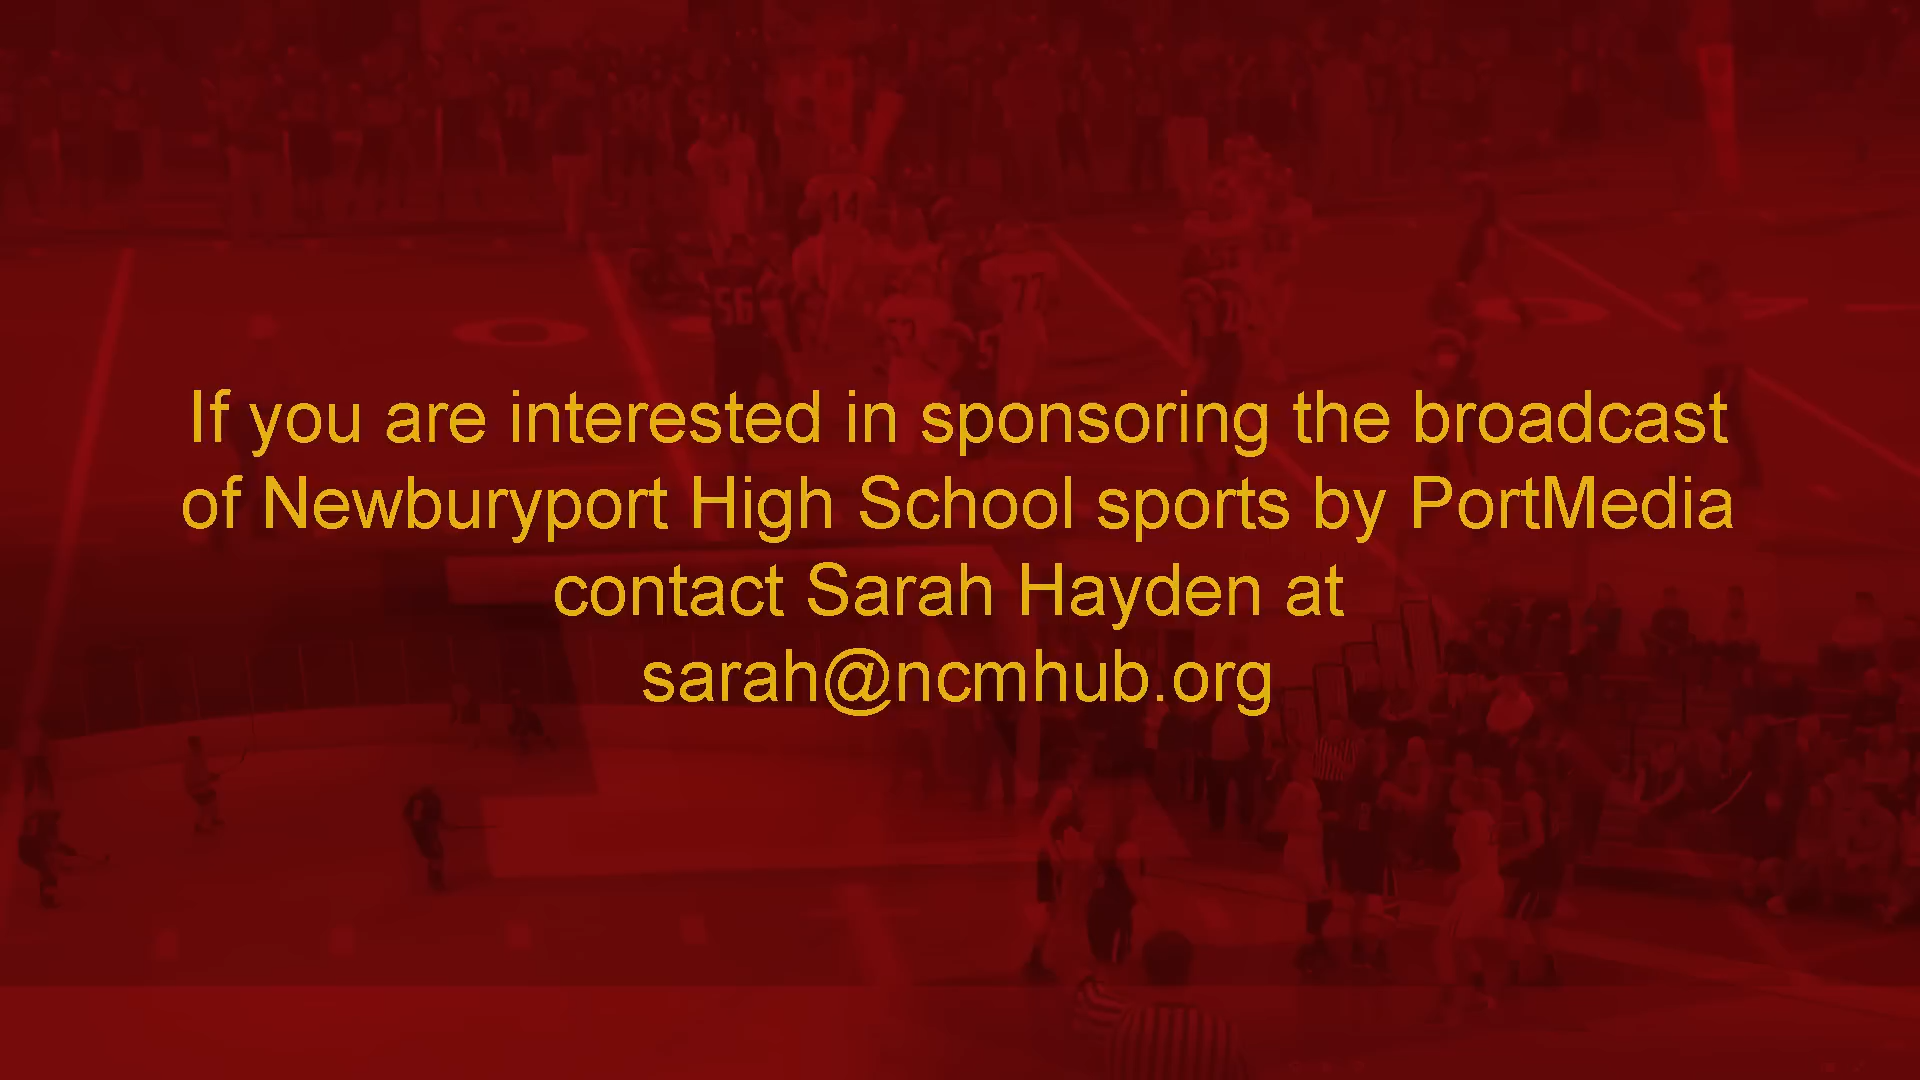 If you are interested in sponsoring the broadcast
of Newburyport High School sports by PortMedia
contact Sarah Hayden at
sarah@ncmhub.org